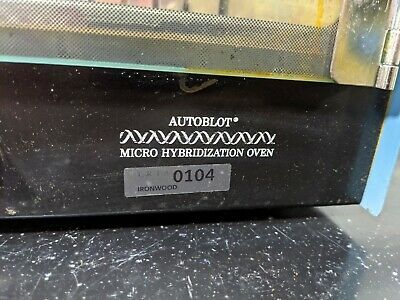 AUTOBLOT®
MICRO HYBRIDIZATION OVEN
0104
IRONWOOD